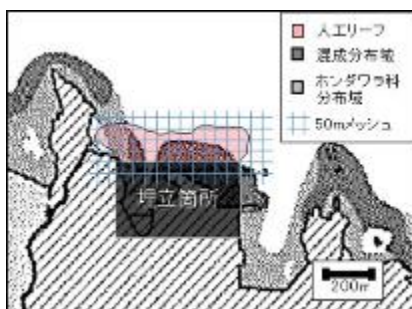 人工リーフ
混成分布域
ホンダワラ科
分布域
50mメッシュ
埋立箇所
200m